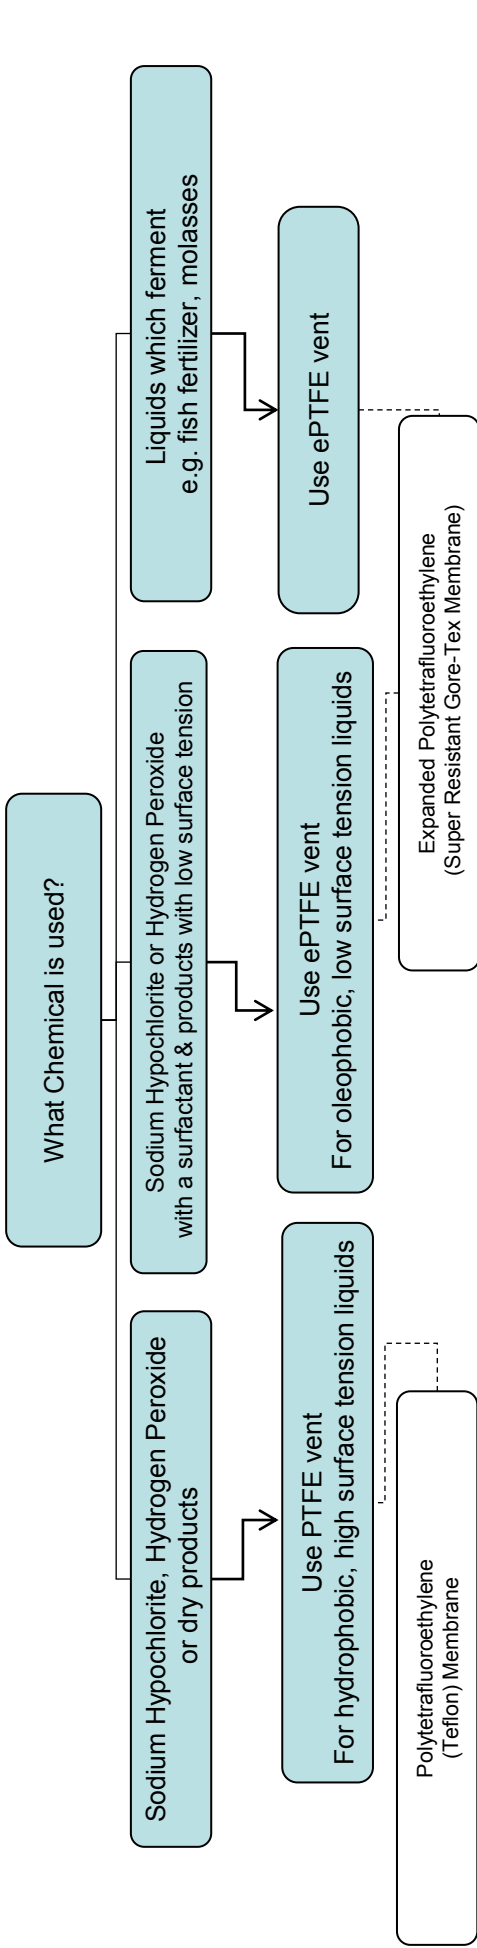 What Chemical is used?
Sodium Hypochlorite, Hydrogen Peroxide
or dry products
Sodium Hypochlorite or Hydrogen Peroxide
with a surfactant & products with low surface tension
Liquids which ferment
e.g. fish fertilizer, molasses
Use PTFE vent
For hydrophobic, high surface tension liquids
Use ePTFE vent
For oleophobic, low surface tension liquids
Use ePTFE vent
Polytetrafluoroethylene
(Teflon) Membrane
Expanded Polytetrafluoroethylene
(Super Resistant Gore-Tex Membrane)